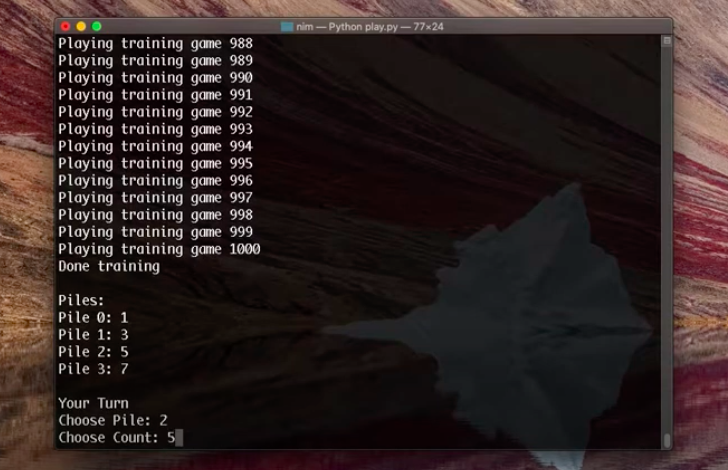 nim — Python play.py — 77×24
Playing training game 988
Playing training game 989
Playing training game 990
Playing training game 991
Playing training game 992
Playing training game 993
Playing training game 994
Playing training game 995
Playing training game 996
Playing training game 997
Playing training game 998
Playing training game 999
Playing training game 1000
Done training
Piles:
Pile 0: 1
Pile 1: 3
Pile 2: 5
Pile 3: 7
Your Turn
Choose Pile: 2
Choose Count: 5